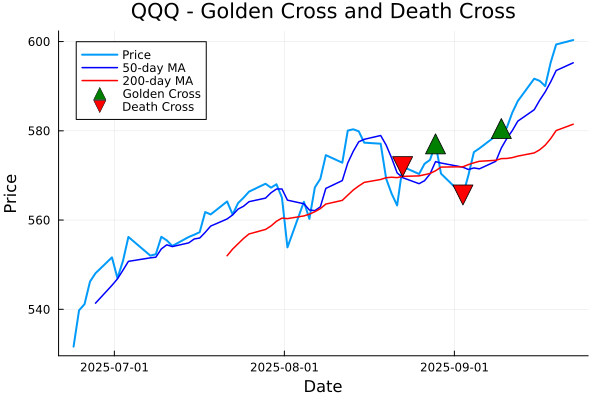 QQQ - Golden Cross and Death Cross
Price
50-day MA
200-day MA
Golden Cross
Death Cross
600
580
560
540
Price
2025-07-01
2025-08-01
2025-09-01
Date